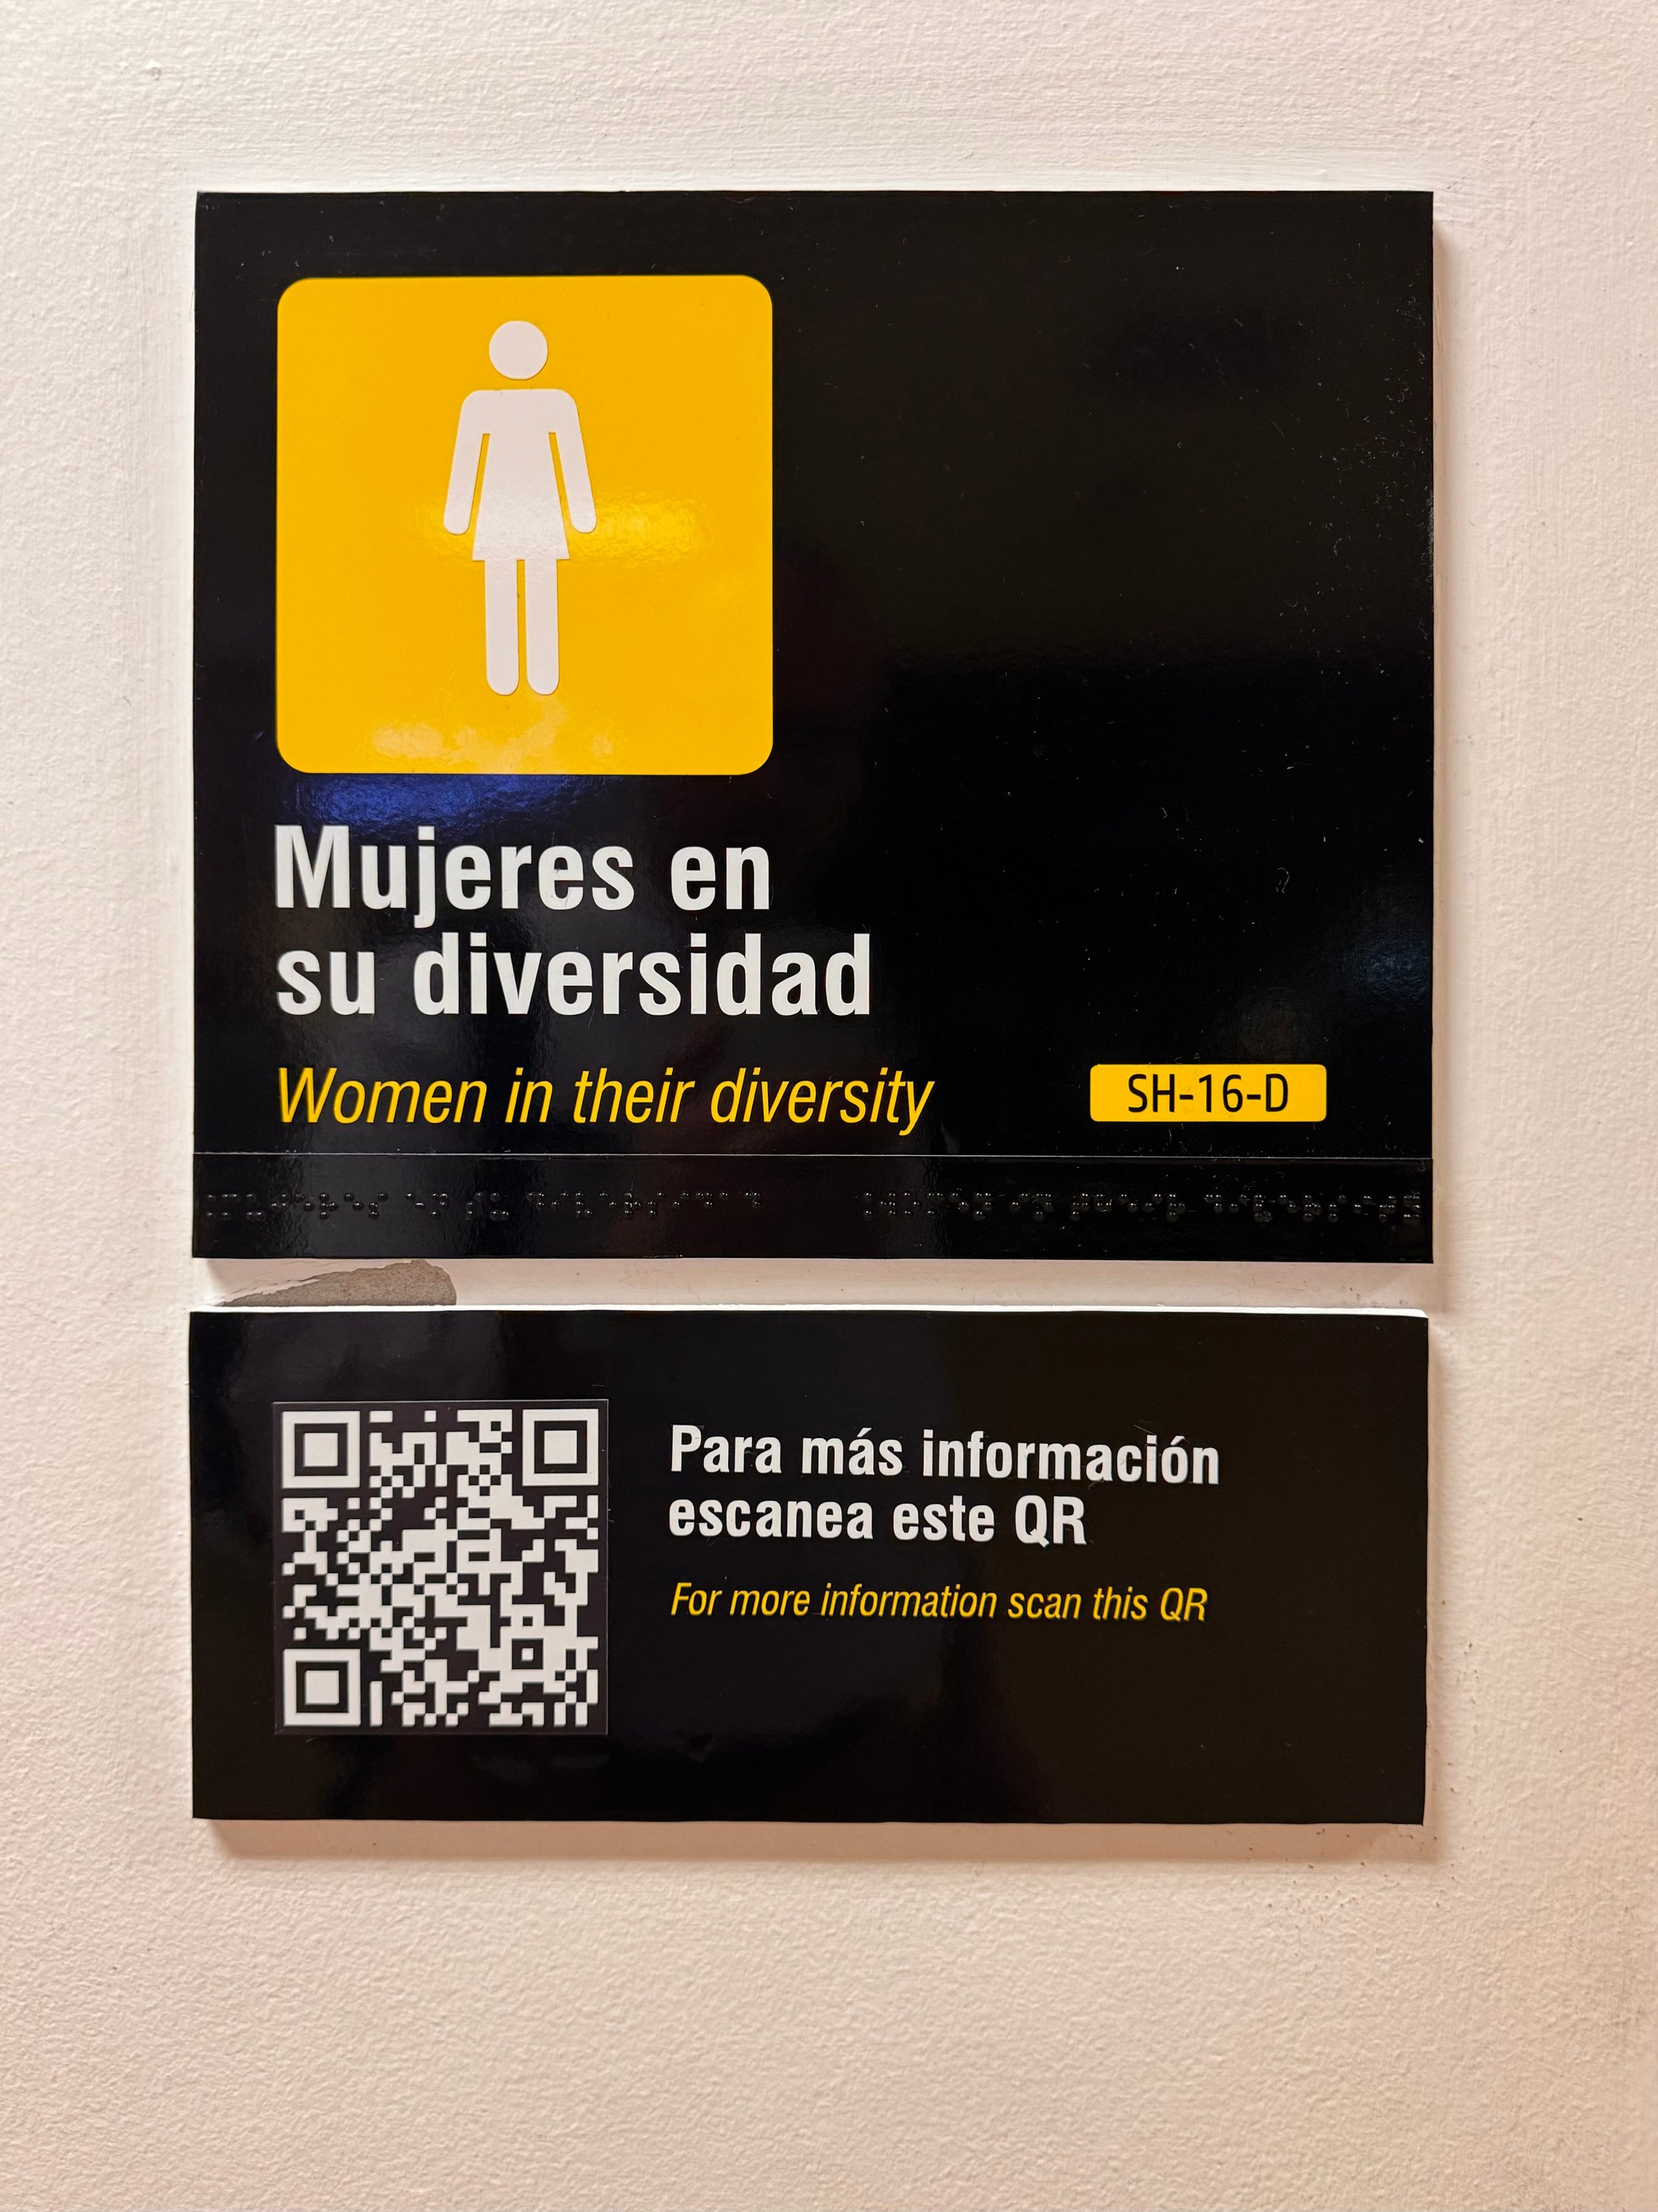 Mujeres en
su diversidad
Women in their diversity
SH-16-D
Para más información
escanea este QR
For more information scan this QR